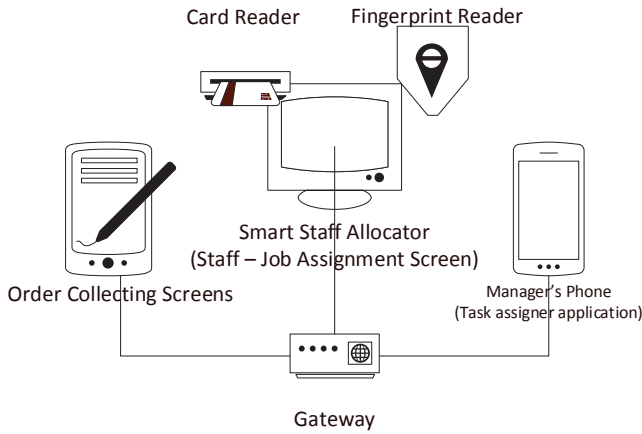 Card Reader
Fingerprint Reader
Smart Staff Allocator
(Staff – Job Assignment Screen)
Order Collecting Screens
Manager's Phone
(Task assigner application)
Gateway